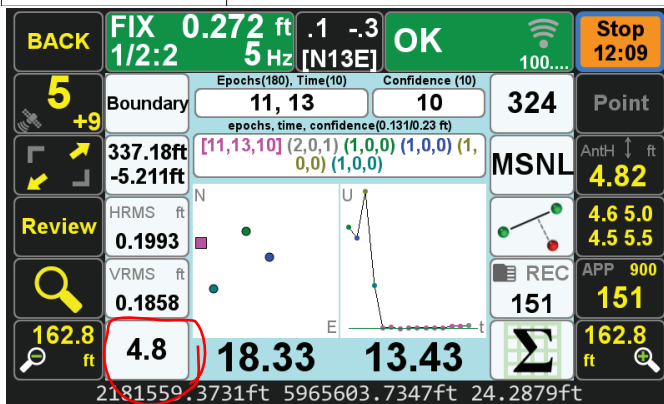 BACK
FIX 0.272 ft
1/2:2 5 Hz
.1 -.3
[N13E]
OK
100....
Stop
12:09
5
+9
Boundary
Epochs(180), Time(10)
11, 13
Confidence (10)
10
324
Point
epochs, time, confidence(0.131/0.23 ft)
[11,13,10] (2,0,1) (1,0,0) (1,0,0) (1,
0,0) (1,0,0)
337.18ft
-5.211ft
MSNL
AntH ft
4.82
Review
HRMS ft
0.1993
N
E
U
t
4.6 5.0
4.5 5.5
VRMS ft
0.1858
REC
151
APP 900
151
162.8
ft
4.8
18.33 13.43
Σ
162.8
ft
2181559.3731ft 5965603.7347ft 24.2879ft